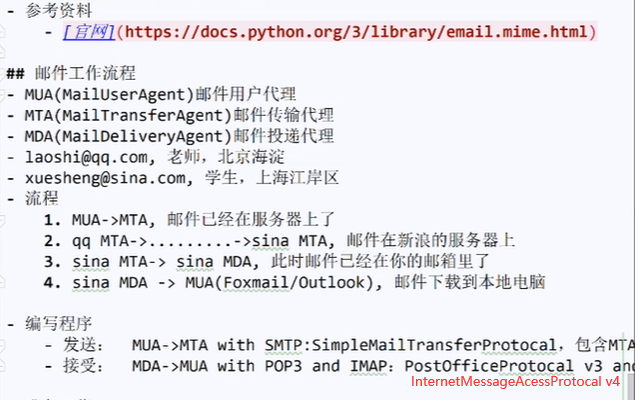 - 参考资料
- [官网](https://docs.python.org/3/library/email.mime.html)
## 邮件工作流程
- MUA(MailUserAgent)邮件用户代理
- MTA(MailTransferAgent)邮件传输代理
- MDA(MailDeliveryAgent)邮件投递代理
- laoshi@qq.com, 老师，北京海淀
- xuesheng@sina.com, 学生，上海江岸区
- 流程
1. MUA->MTA, 邮件已经在服务器上了
2. qq MTA->.........->sina MTA, 邮件在新浪的服务器上
3. sina MTA-> sina MDA, 此时邮件已经在你的邮箱里了
4. sina MDA -> MUA(Foxmail/Outlook), 邮件下载到本地电脑
- 编写程序
- 发送： MUA->MTA with SMTP:SimpleMailTransferProtocal，包含MTA
- 接受： MDA->MUA with POP3 and IMAP：PostOfficeProtocal v3 and
InternetMessageAcessProtocal v4